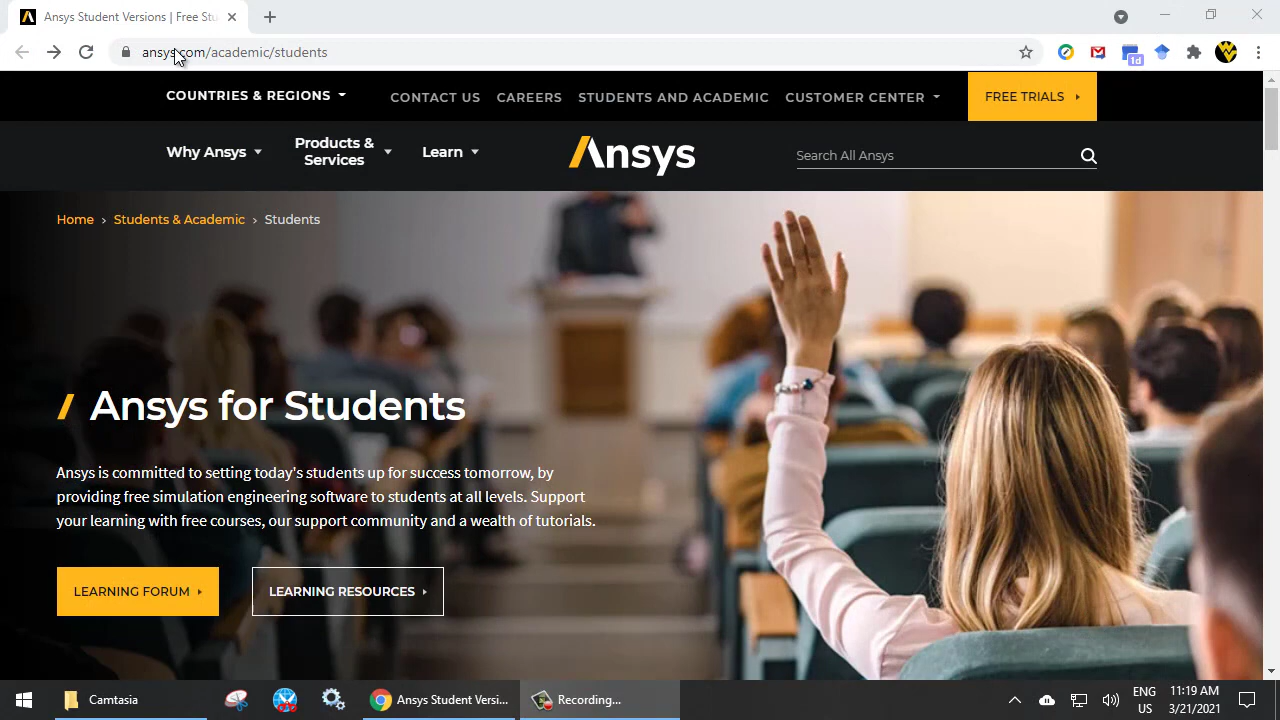 Ansys Student Versions | Free Stu
ansys.com/academic/students
1d
COUNTRIES & REGIONS
CONTACT US
CAREERS
STUDENTS AND ACADEMIC
CUSTOMER CENTER
FREE TRIALS
Why Ansys
Products &
Services
Learn
Ansys
Search All Ansys
Home › Students & Academic › Students
Ansys for Students
Ansys is committed to setting today's students up for success tomorrow, by
providing free simulation engineering software to students at all levels. Support
your learning with free courses, our support community and a wealth of tutorials.
LEARNING FORUM
LEARNING RESOURCES
Camtasia
Ansys Student Versi...
Recording...
ENG
US
11:19 AM
3/21/2021